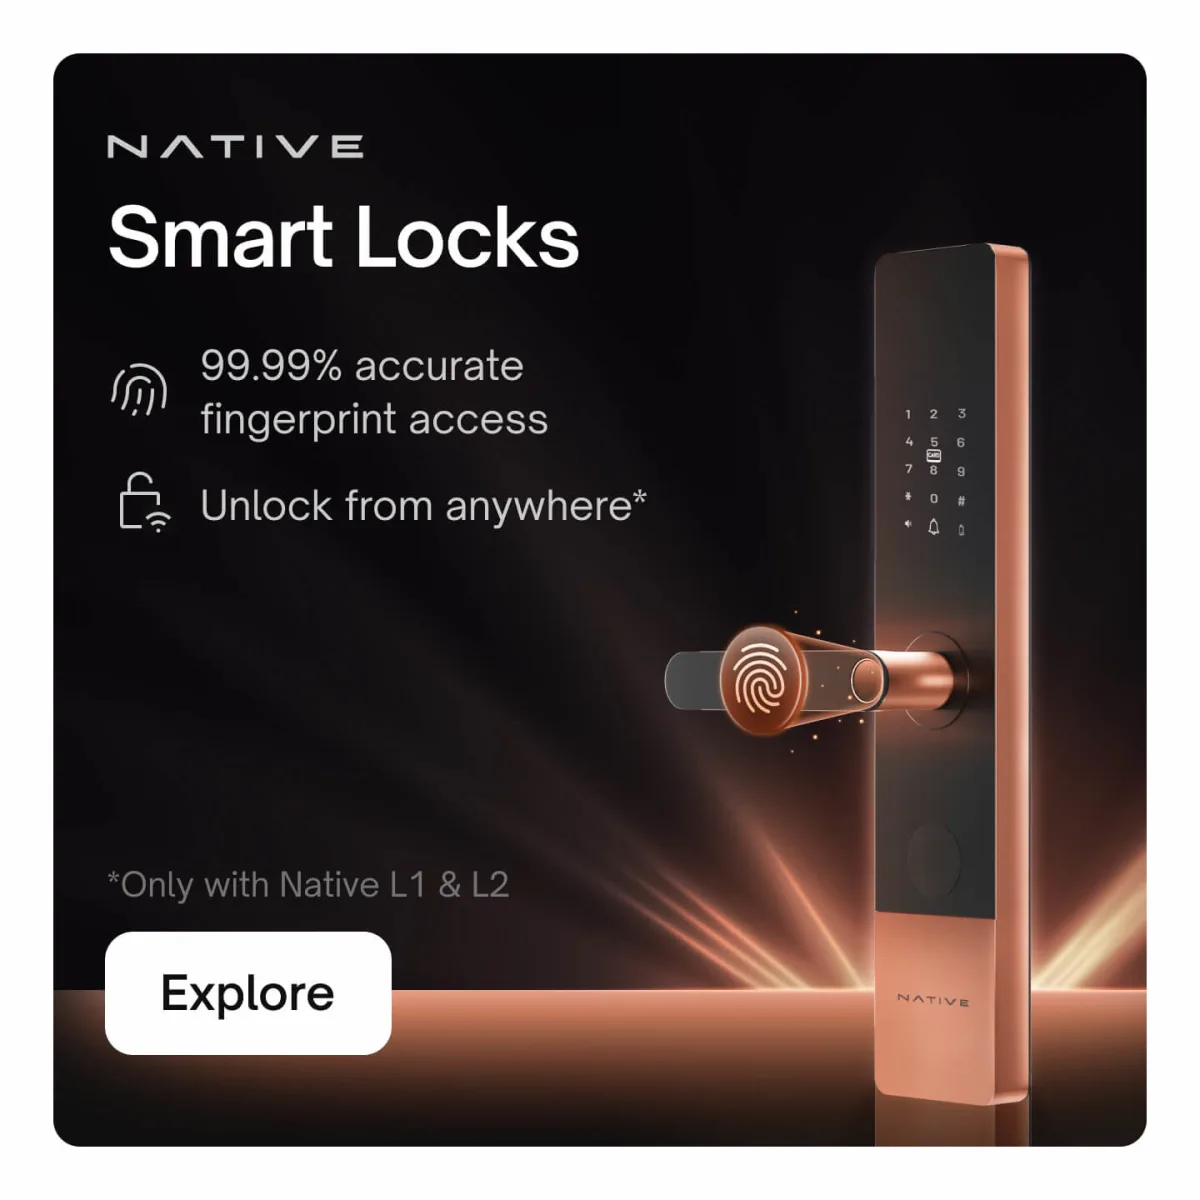 NATIVE
Smart Locks
99.99% accurate
fingerprint access
Unlock from anywhere*
1 2 3
4 5 6
CARD
7 8 9
* 0 #
NATIVE
*Only with Native L1 & L2
Explore